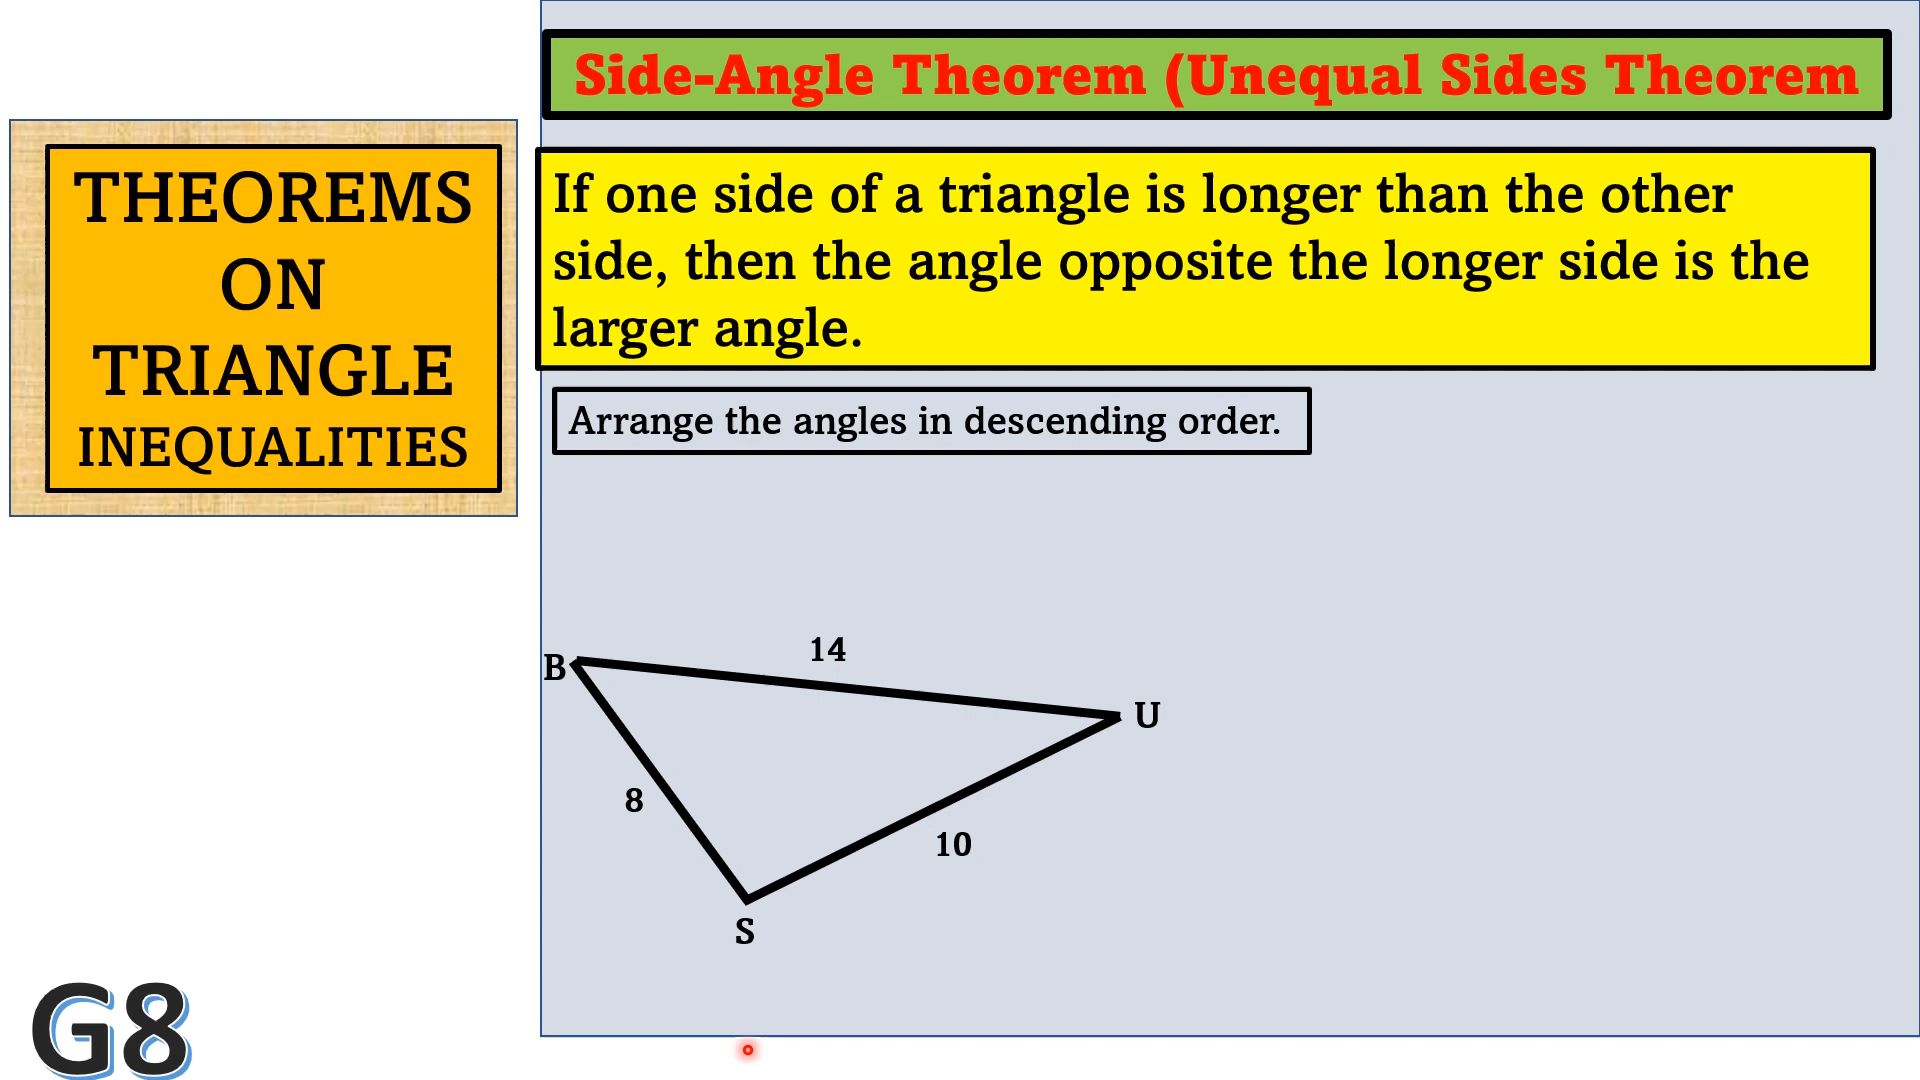 Side-Angle Theorem (Unequal Sides Theorem
THEOREMS
ON
TRIANGLE
INEQUALITIES
If one side of a triangle is longer than the other
side, then the angle opposite the longer side is the
larger angle.
Arrange the angles in descending order.
14
B
U
8
10
S
G8